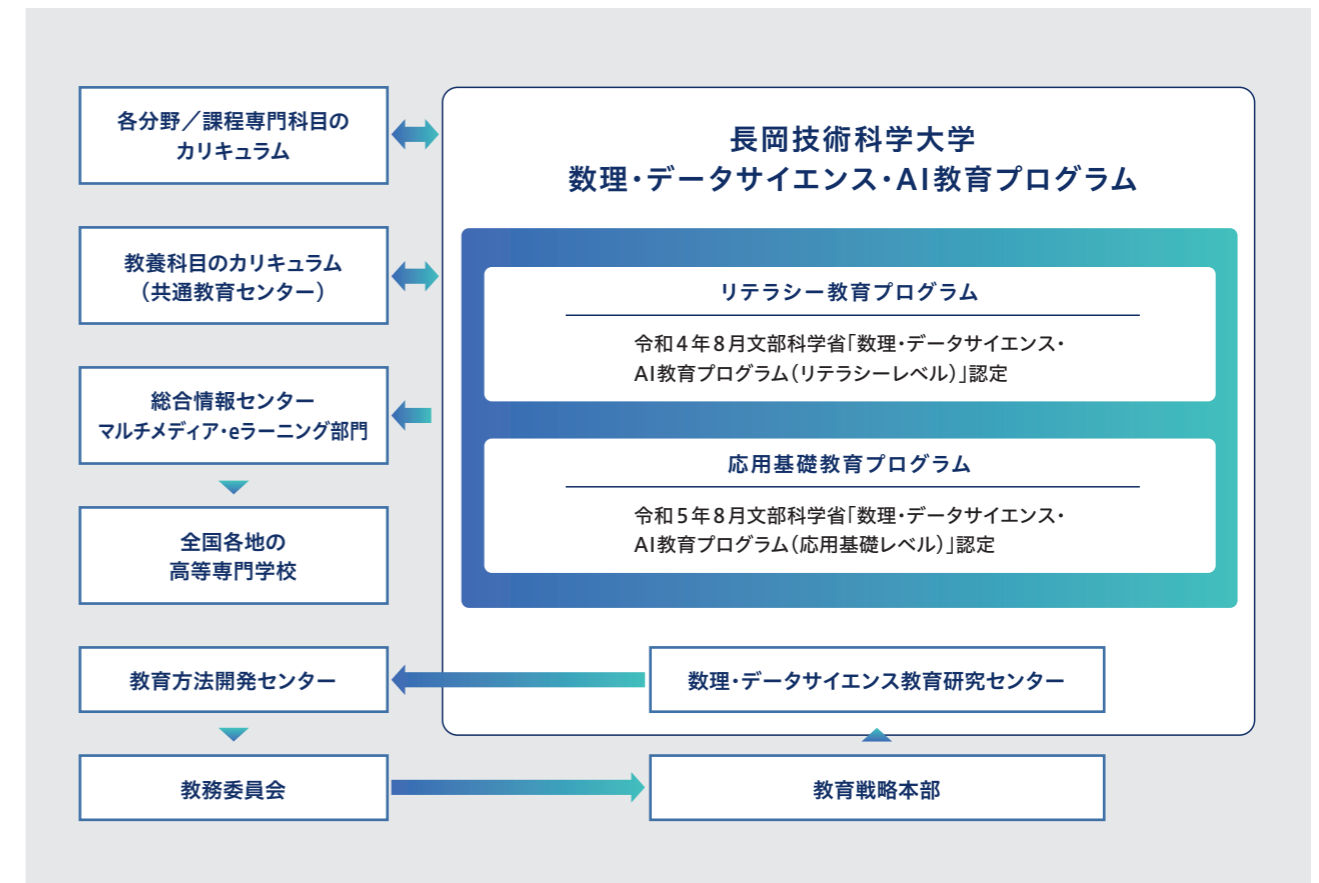 各分野／課程専門科目の
カリキュラム
教養科目のカリキュラム
（共通教育センター）
総合情報センター
マルチメディア・eラーニング部門
全国各地の
高等専門学校
長岡技術科学大学
数理・データサイエンス・AI教育プログラム
リテラシー教育プログラム
令和4年8月文部科学省「数理・データサイエンス・
AI教育プログラム（リテラシーレベル）」認定
応用基礎教育プログラム
令和5年8月文部科学省「数理・データサイエンス・
AI教育プログラム（応用基礎レベル）」認定
教育方法開発センター
数理・データサイエンス教育研究センター
教務委員会
教育戦略本部